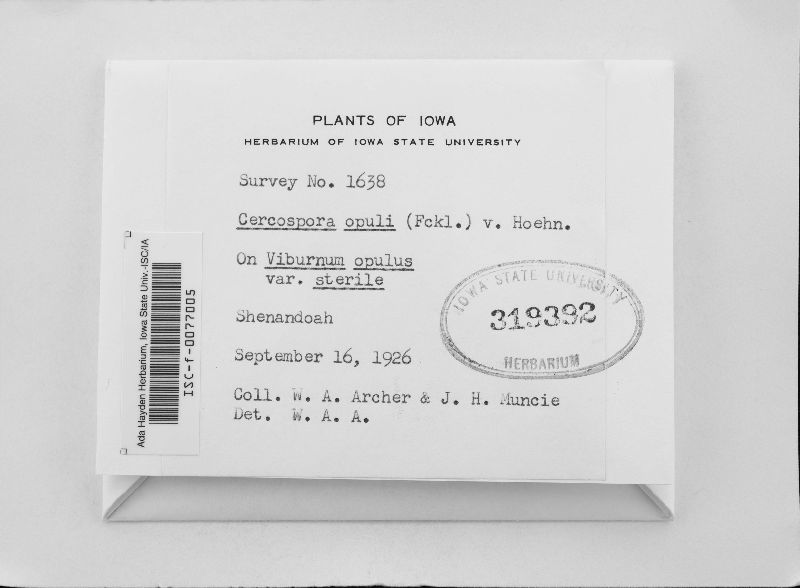 PLANTS OF IOWA
HERBARIUM OF IOWA STATE UNIVERSITY
Survey No. 1638
Cercospora opuli (Fckl.) v. Hoehn.
On Viburnum opulus
var. sterile
Shenandoah
September 16, 1926
Coll. W. A. Archer & J. H. Muncie
Det. W. A. A.
IOWA STATE UNIVERSITY
319392
HERBARIUM
Ada Hayden Herbarium, Iowa State Univ.-ISC/IA
ISC-f-0077005